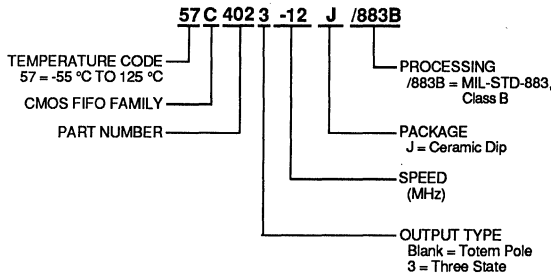 57 C 402 3 -12 J /883B
TEMPERATURE CODE
57 = -55 °C TO 125 °C
CMOS FIFO FAMILY
PART NUMBER
PROCESSING
/883B = MIL-STD-883,
Class B
PACKAGE
J = Ceramic Dip
SPEED
(MHz)
OUTPUT TYPE
Blank = Totem Pole
3 = Three State